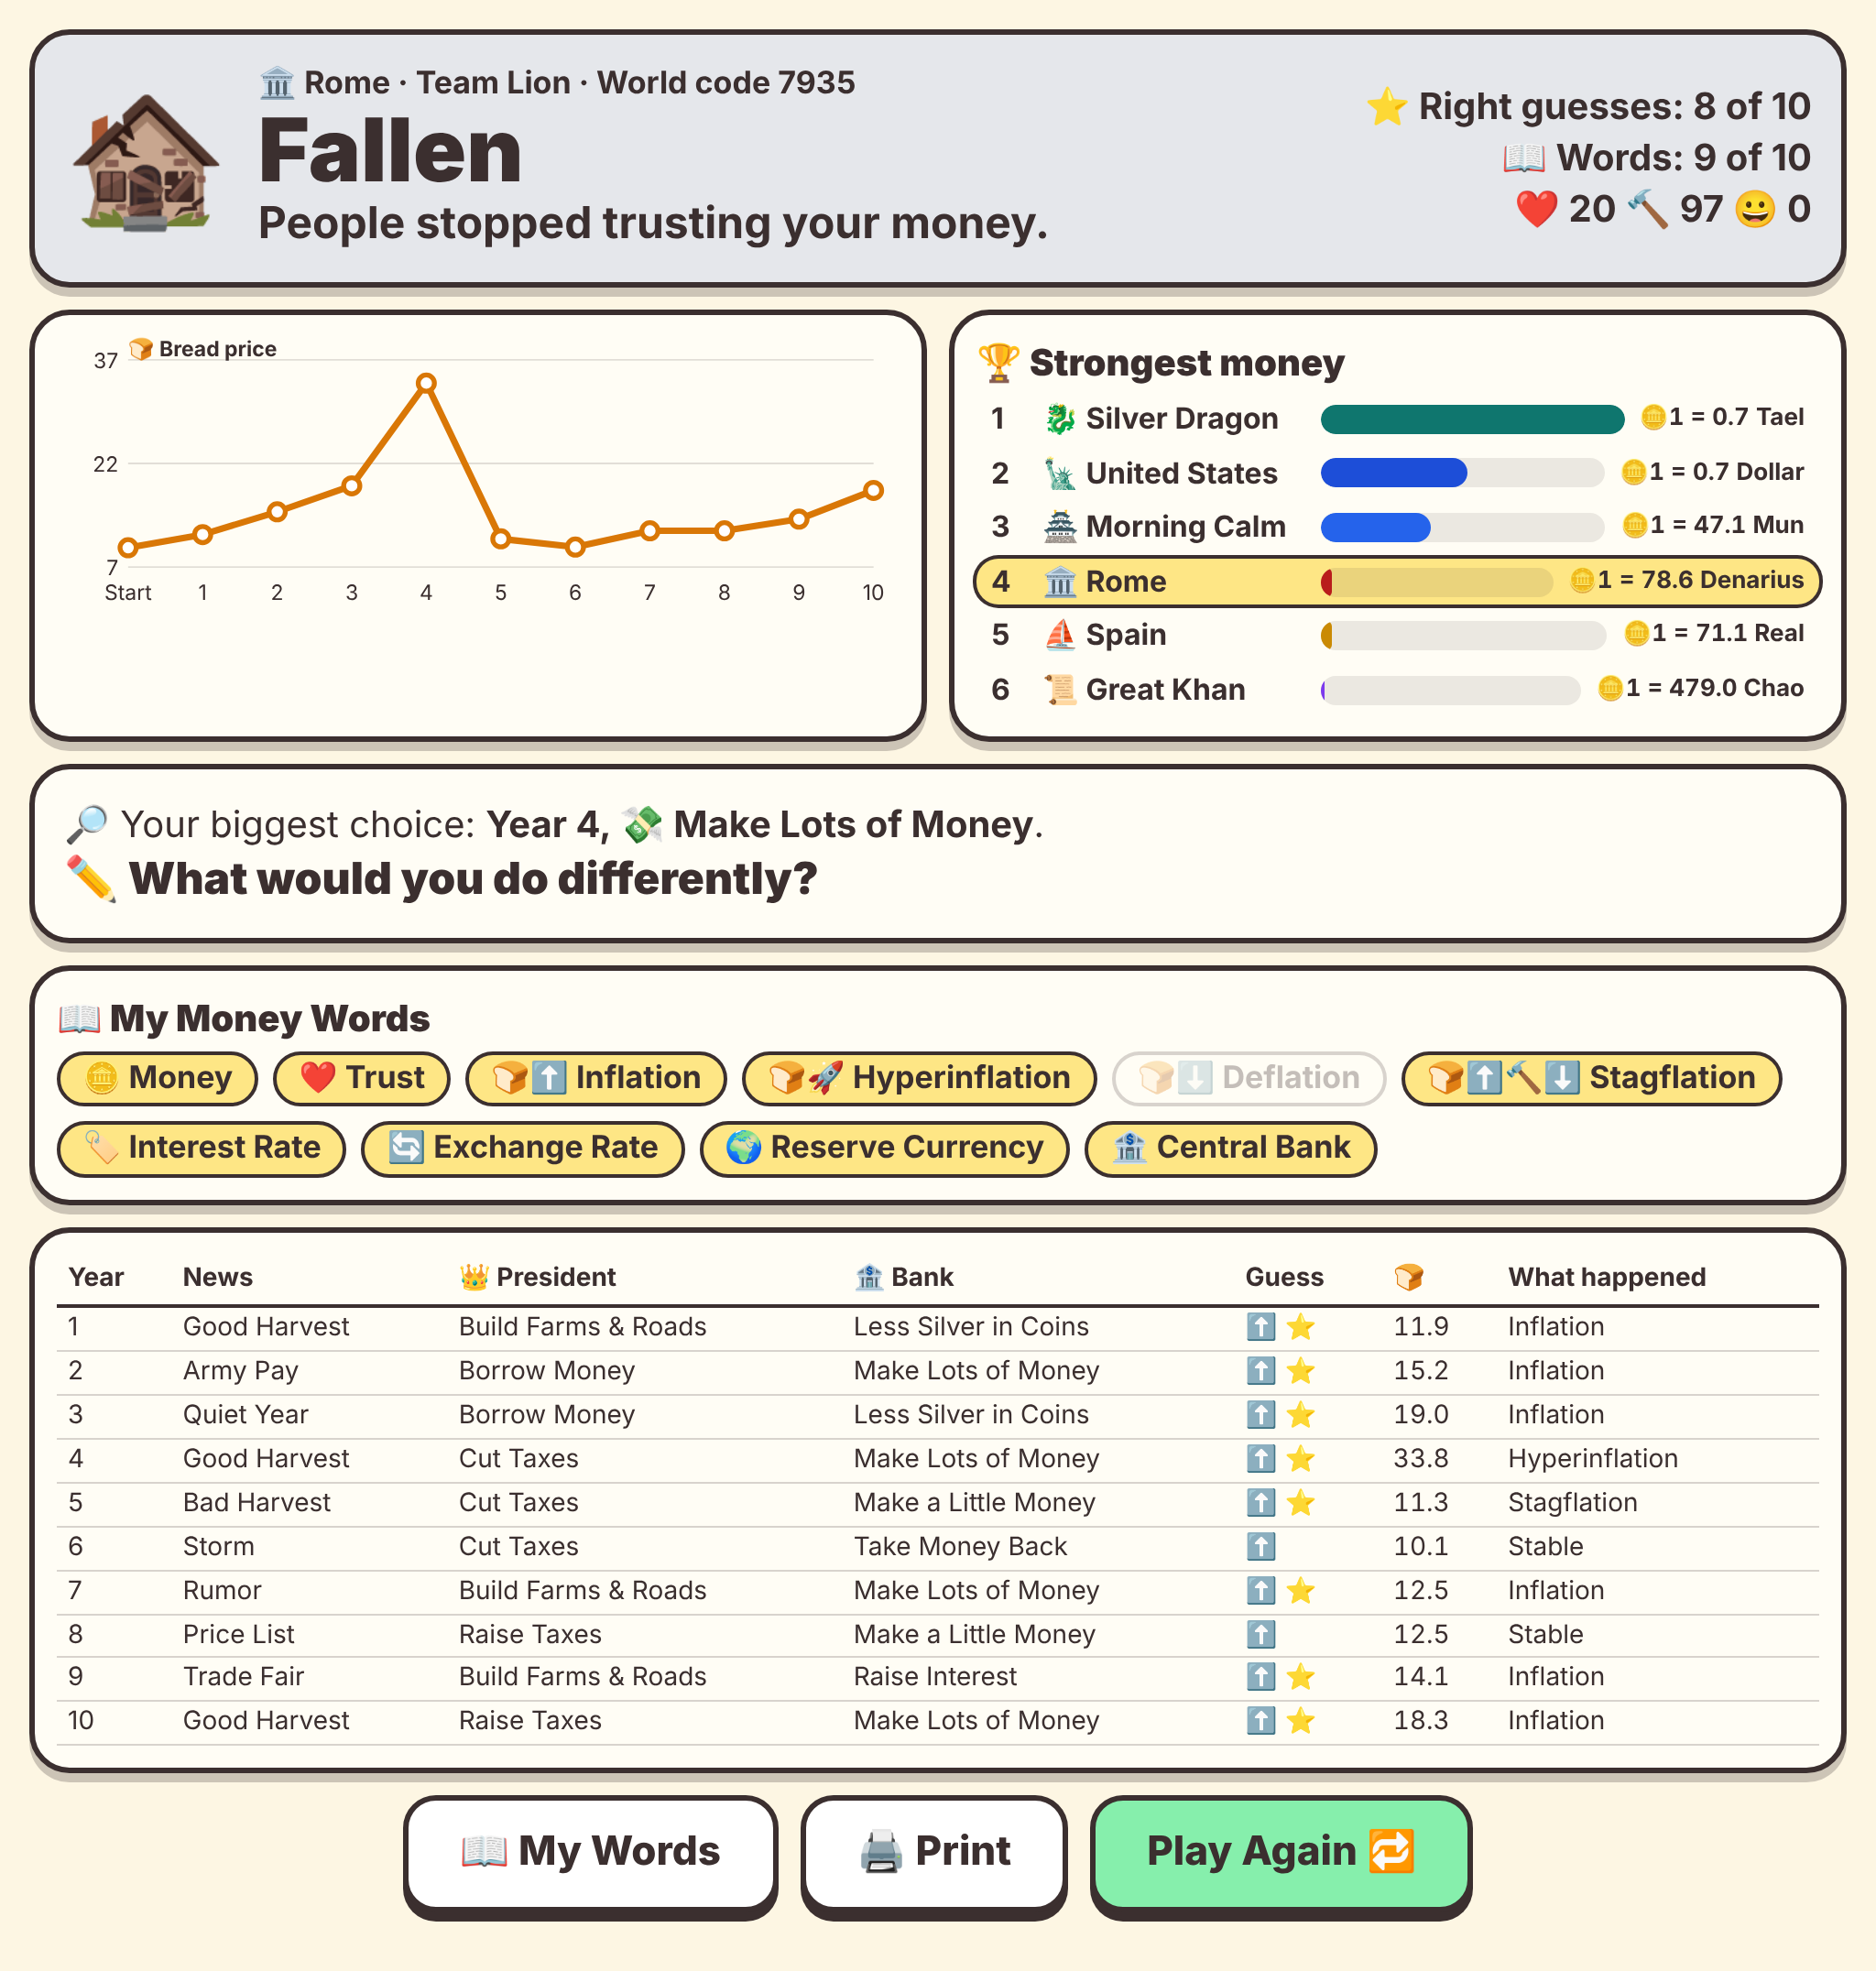 🏛️ Rome · Team Lion · World code 7935
Fallen
People stopped trusting your money.
⭐ Right guesses: 8 of 10
📖 Words: 9 of 10
❤️ 20 🔨 97 😀 0
🍞 Bread price
37
22
7
Start 1 2 3 4 5 6 7 8 9 10
🏆 Strongest money
1 🐉 Silver Dragon 🪙1 = 0.7 Tael
2 🗽 United States 🪙1 = 0.7 Dollar
3 🏯 Morning Calm 🪙1 = 47.1 Mun
4 🏛️ Rome 🪙1 = 78.6 Denarius
5 ⛵ Spain 🪙1 = 71.1 Real
6 📜 Great Khan 🪙1 = 479.0 Chao
🔎 Your biggest choice: Year 4, 💸 Make Lots of Money.
✏️ What would you do differently?
📖 My Money Words
🪙 Money ❤️ Trust 🍞⬆️ Inflation 🍞🚀 Hyperinflation 🍞⬇️ Deflation 🍞⬆️🔨⬇️ Stagflation
🏷️ Interest Rate 🔄 Exchange Rate 🌍 Reserve Currency 🏦 Central Bank
Year News 👑 President 🏦 Bank Guess 🍞 What happened
1 Good Harvest Build Farms & Roads Less Silver in Coins ⬆️ ⭐ 11.9 Inflation
2 Army Pay Borrow Money Make Lots of Money ⬆️ ⭐ 15.2 Inflation
3 Quiet Year Borrow Money Less Silver in Coins ⬆️ ⭐ 19.0 Inflation
4 Good Harvest Cut Taxes Make Lots of Money ⬆️ ⭐ 33.8 Hyperinflation
5 Bad Harvest Cut Taxes Make a Little Money ⬆️ ⭐ 11.3 Stagflation
6 Storm Cut Taxes Take Money Back ⬆️ 10.1 Stable
7 Rumor Build Farms & Roads Make Lots of Money ⬆️ ⭐ 12.5 Inflation
8 Price List Raise Taxes Make a Little Money ⬆️ 12.5 Stable
9 Trade Fair Build Farms & Roads Raise Interest ⬆️ ⭐ 14.1 Inflation
10 Good Harvest Raise Taxes Make Lots of Money ⬆️ ⭐ 18.3 Inflation
📖 My Words
🖨️ Print
Play Again 🔁